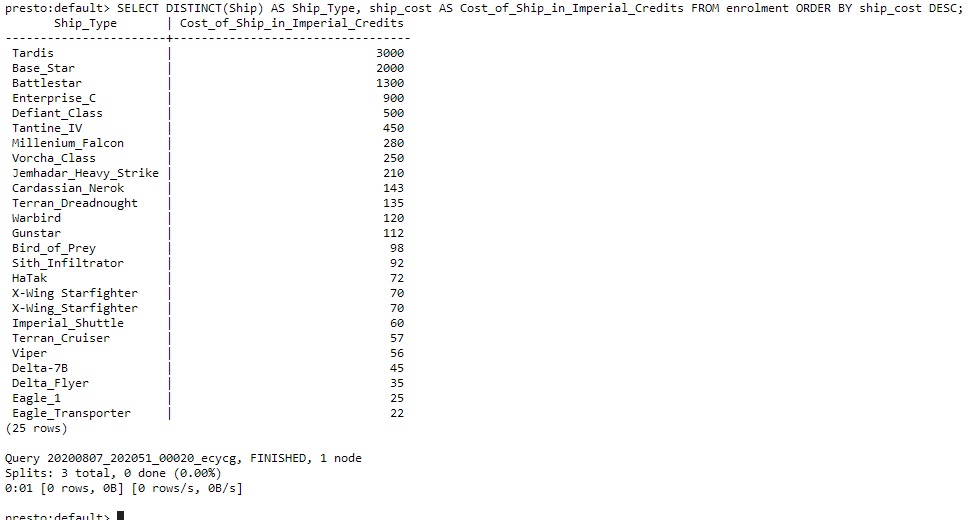 presto:default> SELECT DISTINCT(Ship) AS Ship_Type, ship_cost AS Cost_of_Ship_in_Imperial_Credits FROM enrolment ORDER BY ship_cost DESC;
Ship_Type | Cost_of_Ship_in_Imperial_Credits
----------------------+----------------------------------
Tardis | 3000
Base_Star | 2000
Battlestar | 1300
Enterprise_C | 900
Defiant_Class | 500
Tantine_IV | 450
Millenium_Falcon | 280
Vorcha_Class | 250
Jemhadar_Heavy_Strike | 210
Cardassian_Nerok | 143
Terran_Dreadnought | 135
Warbird | 120
Gunstar | 112
Bird_of_Prey | 98
Sith_Infiltrator | 92
HaTak | 72
X-Wing Starfighter | 70
X-Wing_Starfighter | 70
Imperial_Shuttle | 60
Terran_Cruiser | 57
Viper | 56
Delta-7B | 45
Delta_Flyer | 35
Eagle_1 | 25
Eagle_Transporter | 22
(25 rows)
Query 20200807_202051_00020_ecycg, FINISHED, 1 node
Splits: 3 total, 0 done (0.00%)
0:01 [0 rows, 0B] [0 rows/s, 0B/s]
presto:default>